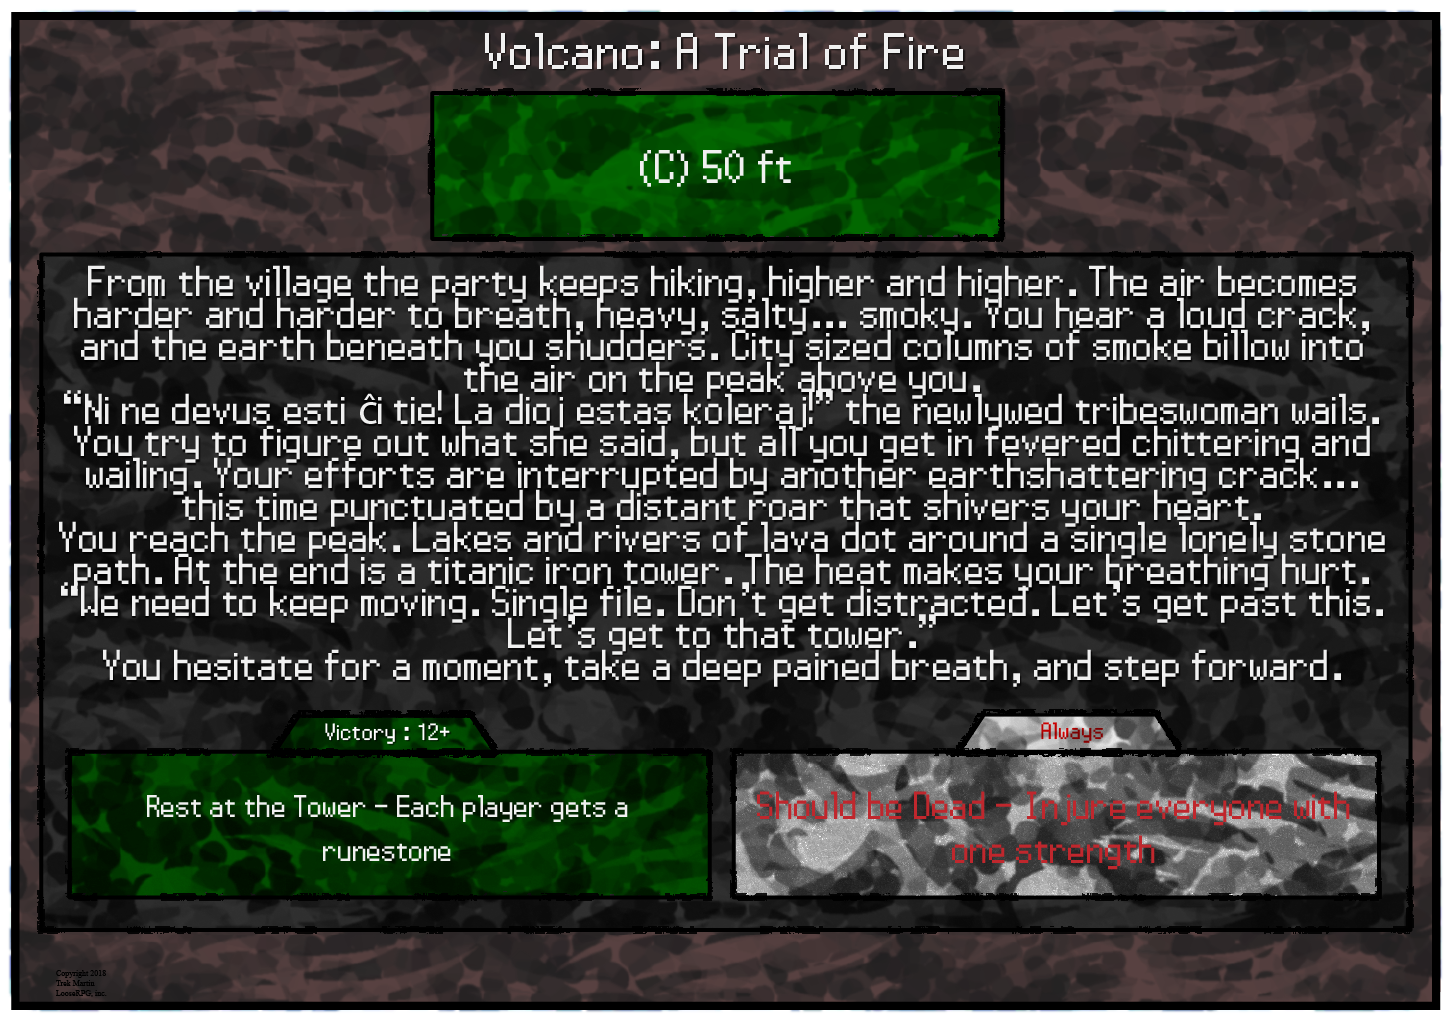 Volcano: A Trial of Fire
(C) 50 ft
From the village the party keeps hiking, higher and higher. The air becomes
harder and harder to breath, heavy, salty... smoky. You hear a loud crack,
and the earth beneath you shudders. City sized columns of smoke billow into
the air on the peak above you.
“Ni ne devus esti ĉi tie! La dioj estas koleraj!” the newlywed tribeswoman wails.
You try to figure out what she said, but all you get in fevered chittering and
wailing. Your efforts are interrupted by another earthshattering crack...
this time punctuated by a distant roar that shivers your heart.
You reach the peak. Lakes and rivers of lava dot around a single lonely stone
path. At the end is a titanic iron tower. The heat makes your breathing hurt.
“We need to keep moving. Single file. Don't get distracted. Let's get past this.
Let's get to that tower.”
You hesitate for a moment, take a deep pained breath, and step forward.
Victory : 12+
Rest at the Tower - Each player gets a
runestone
Always
Should be Dead - Injure everyone with
one strength
Copyright 2018
Trek Martin
LooseRPG, inc.